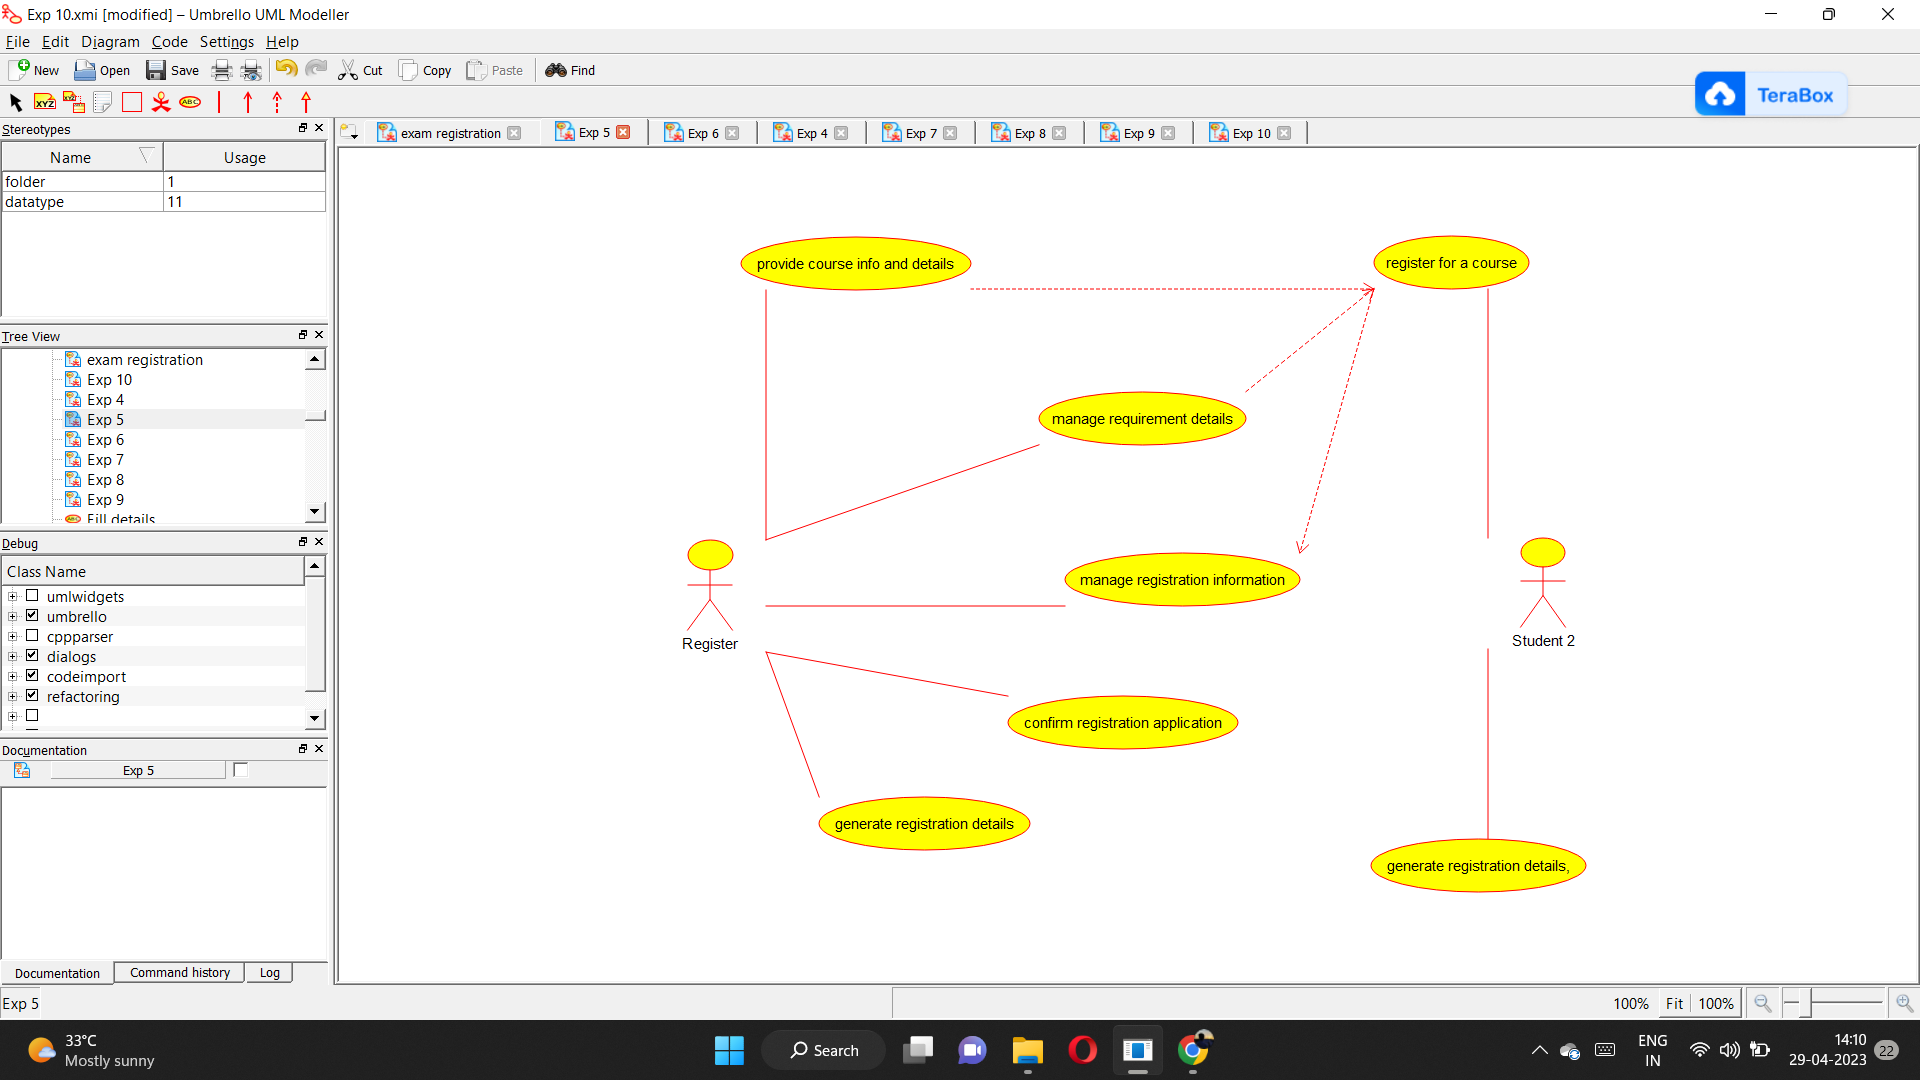 Exp 10.xmi [modified] – Umbrello UML Modeller
File Edit Diagram Code Settings Help
New Open Save Cut Copy Paste Find
XYZ XYZ ABC
TeraBox
Stereotypes
exam registration Exp 5 Exp 6 Exp 4 Exp 7 Exp 8 Exp 9 Exp 10
Name Usage
folder 1
datatype 11
Tree View
exam registration
Exp 10
Exp 4
Exp 5
Exp 6
Exp 7
Exp 8
Exp 9
Fill details
Debug
Class Name
umlwidgets
umbrello
cppparser
dialogs
codeimport
refactoring
Documentation
Exp 5
Documentation Command history Log
provide course info and details
register for a course
manage requirement details
manage registration information
Register
Student 2
confirm registration application
generate registration details
generate registration details,
Exp 5
100% Fit 100%
33°C
Mostly sunny
Search
ENG
IN
14:10
29-04-2023
22